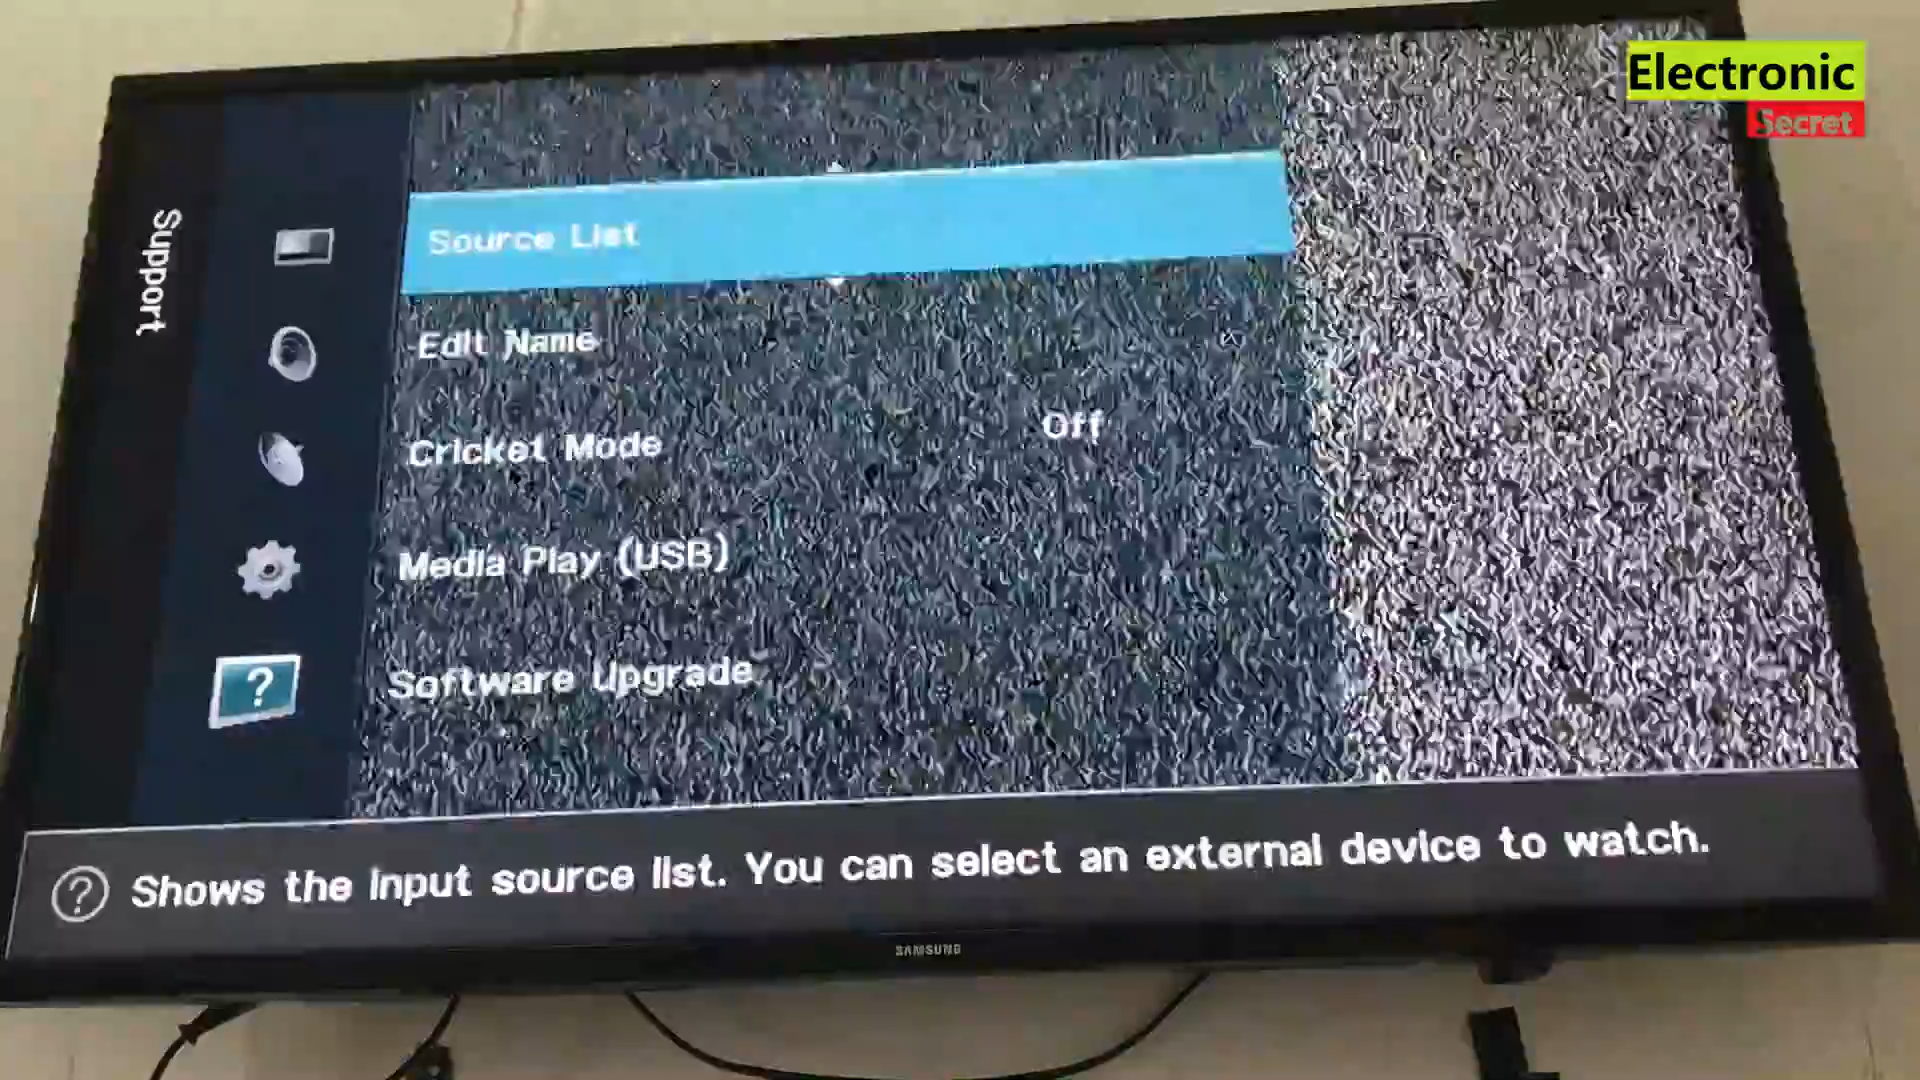 Electronic
Secret
Support
Source List
Edit Name
Cricket Mode Off
Media Play (USB)
Software Upgrade
Shows the input source list. You can select an external device to watch.
SAMSUNG